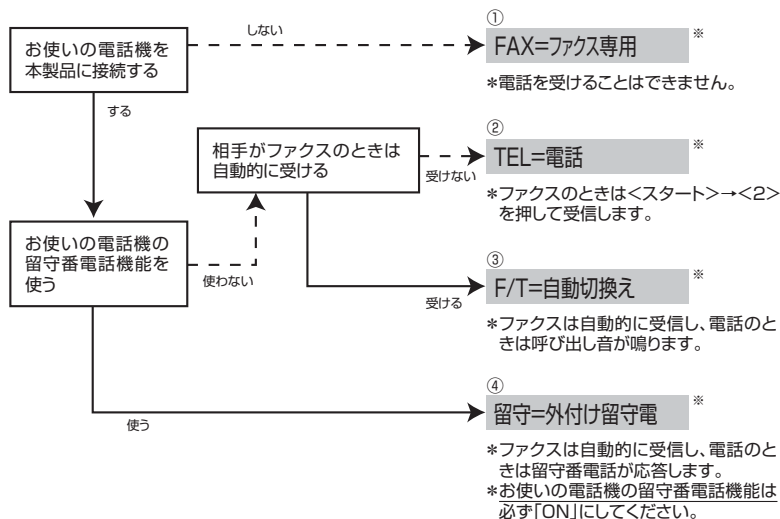 ①
しない
FAX=ファクス専用 ※
お使いの電話機を
本製品に接続する
*電話を受けることはできません。
する
②
相手がファクスのときは
自動的に受ける
TEL=電話 ※
受けない
*ファクスのときは<スタート>→<2>
を押して受信します。
お使いの電話機の
留守番電話機能を
使う
使わない
③
F/T=自動切換え ※
受ける
*ファクスは自動的に受信し、電話のと
きは呼び出し音が鳴ります。
④
留守=外付け留守電 ※
使う
*ファクスは自動的に受信し、電話のと
きは留守番電話が応答します。
*お使いの電話機の留守番電話機能は
必ず「ON」にしてください。